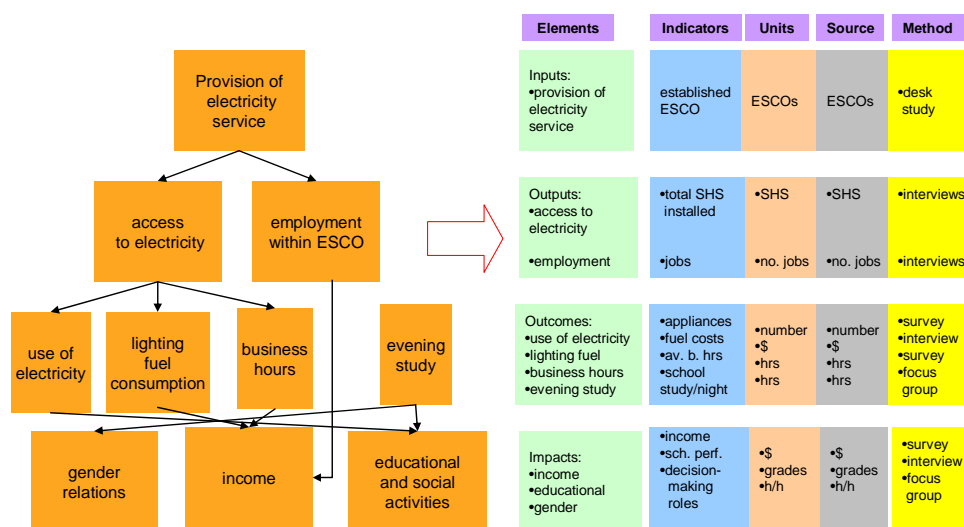 Provision of
electricity
service
access
to electricity
employment
within ESCO
use of
electricity
lighting
fuel
consumption
business
hours
evening
study
gender
relations
income
educational
and social
activities
Elements
Indicators
Units
Source
Method
Inputs:
•provision of
electricity
service
established
ESCO
ESCOs
ESCOs
•desk
study
Outputs:
•access to
electricity
•employment
•total SHS
installed
•jobs
•SHS
•no. jobs
•SHS
•no. jobs
•interviews
•interviews
Outcomes:
•use of electricity
•lighting fuel
•business hours
•evening study
•appliances
•fuel costs
•av. b. hrs
•school
study/night
•number
•$
•hrs
•hrs
•number
•$
•hrs
•hrs
•survey
•interview
•survey
•focus
group
Impacts:
•income
•educational
•gender
•income
•sch. perf.
•decision-
making
roles
•$
•grades
•h/h
•$
•grades
•h/h
•survey
•interview
•focus
group